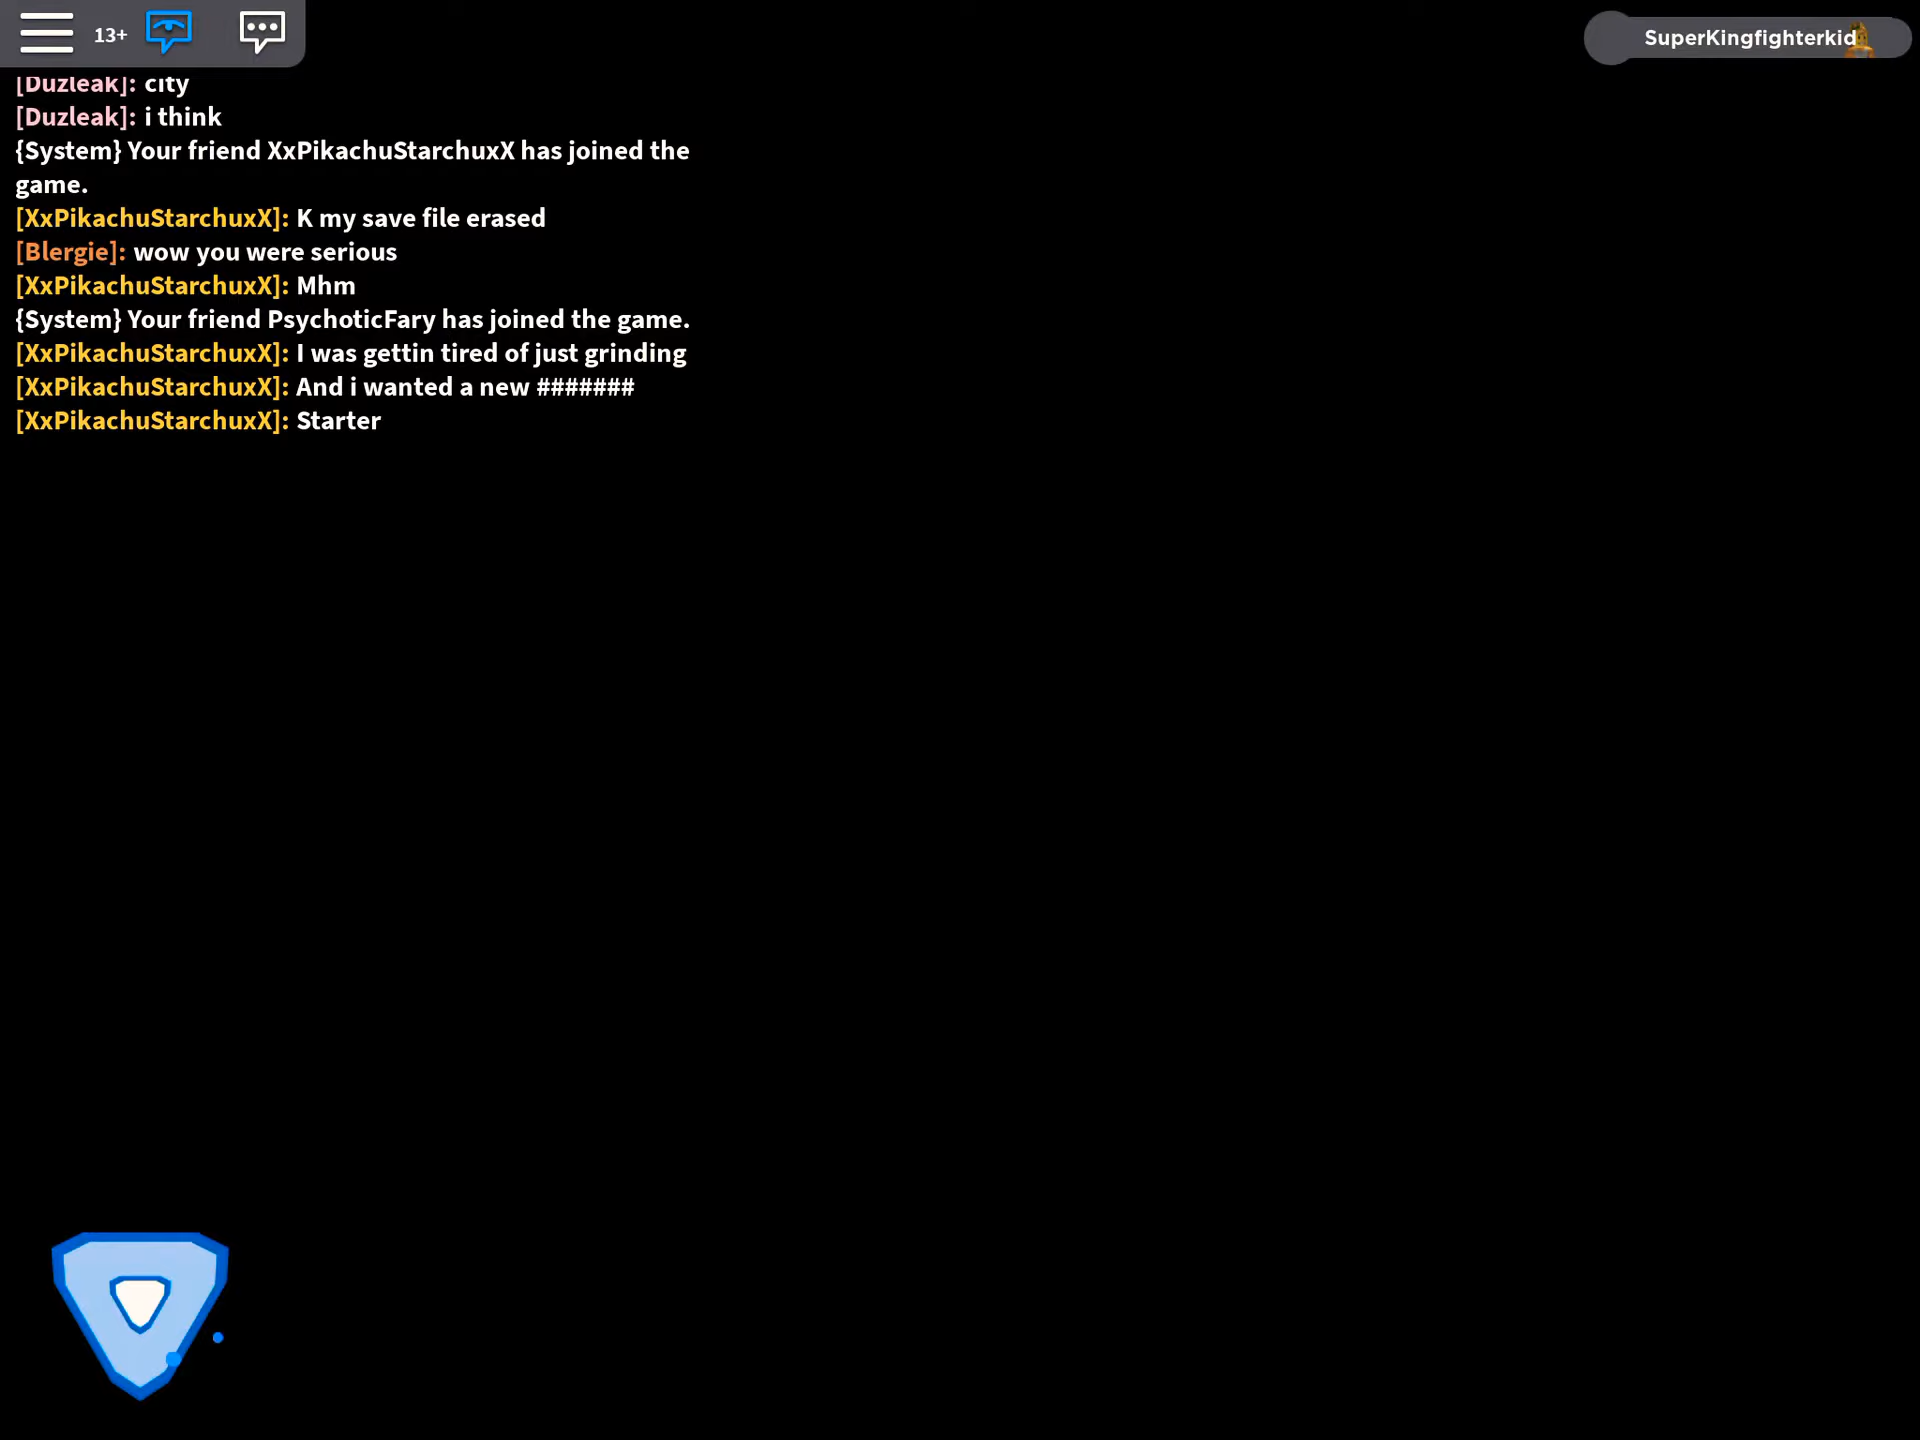 13+
SuperKingfighterkid
[Duzleak]: city
[Duzleak]: i think
{System} Your friend XxPikachuStarchuxX has joined the
game.
[XxPikachuStarchuxX]: K my save file erased
[Blergie]: wow you were serious
[XxPikachuStarchuxX]: Mhm
{System} Your friend PsychoticFary has joined the game.
[XxPikachuStarchuxX]: I was gettin tired of just grinding
[XxPikachuStarchuxX]: And i wanted a new #######
[XxPikachuStarchuxX]: Starter